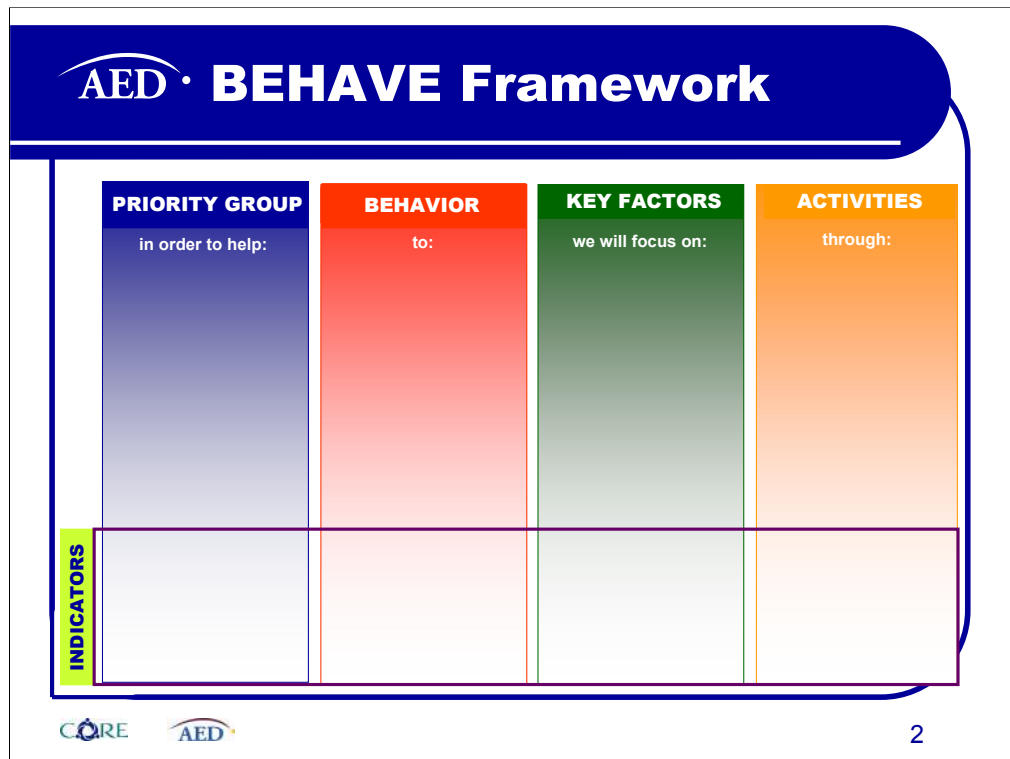 AED BEHAVE Framework
PRIORITY GROUP
in order to help:
BEHAVIOR
to:
KEY FACTORS
we will focus on:
ACTIVITIES
through:
INDICATORS
CORE AED 2